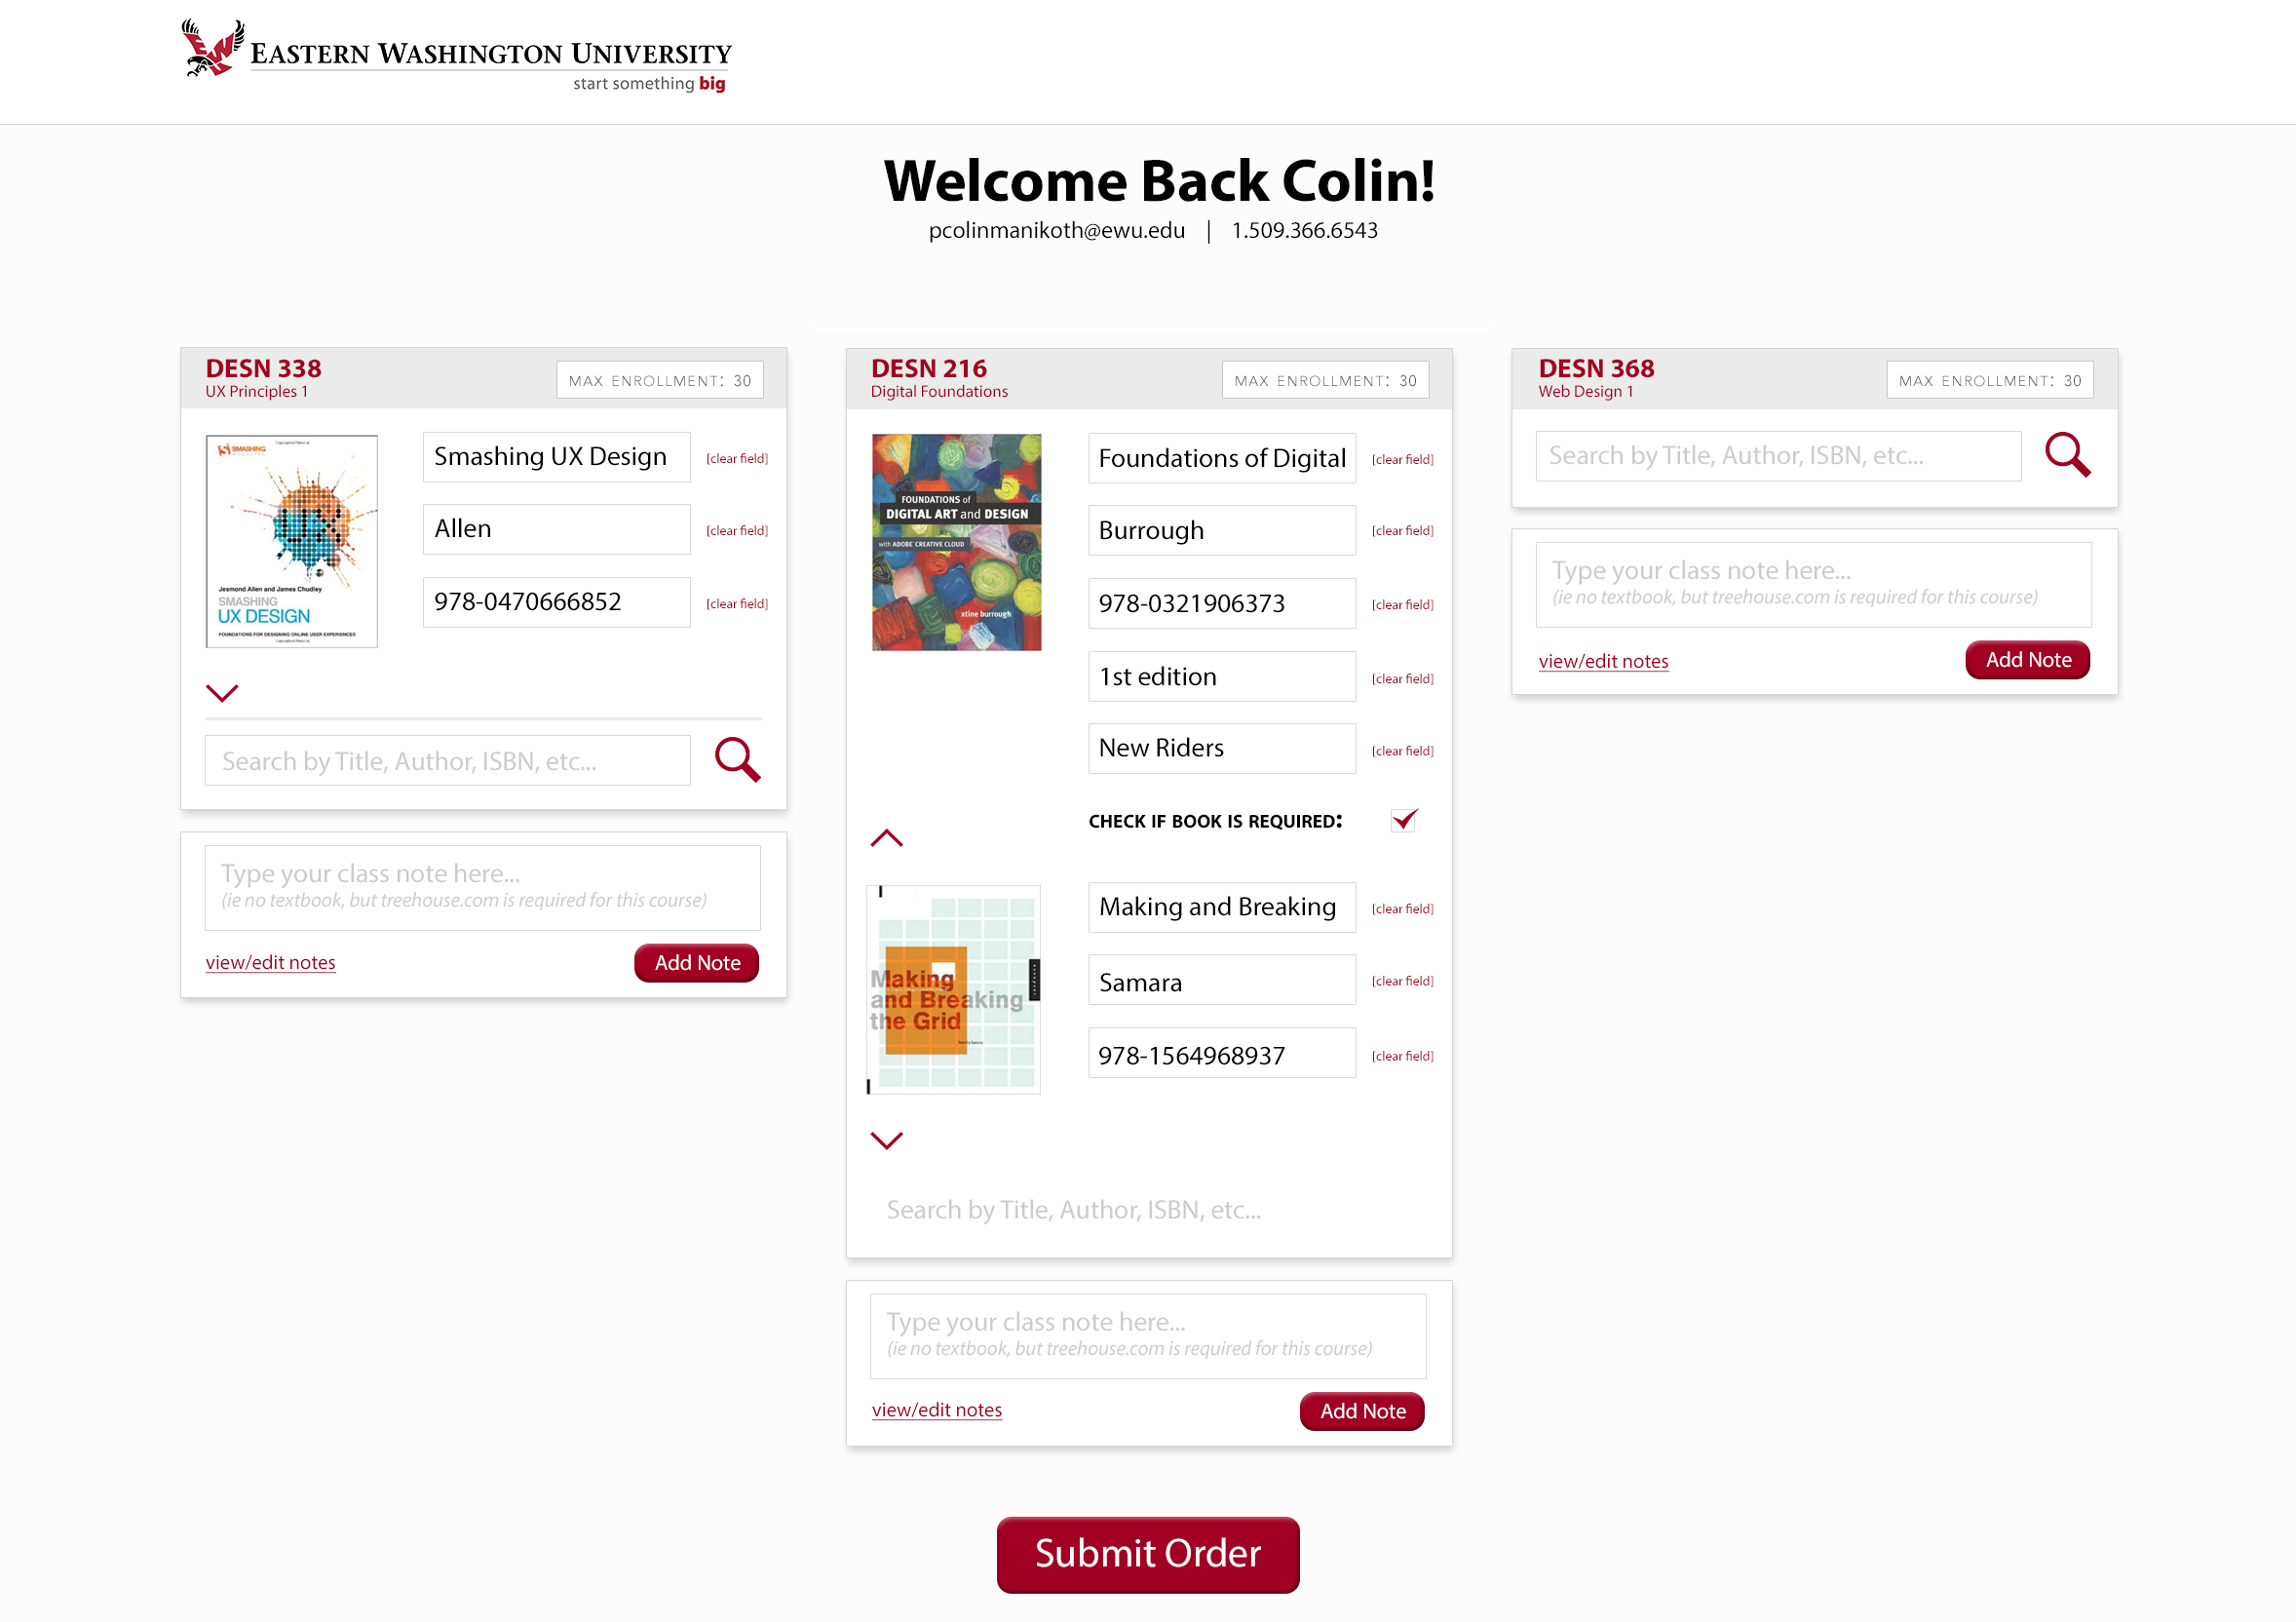 EASTERN WASHINGTON UNIVERSITY
start something big
Welcome Back Colin!
pcolinmanikoth@ewu.edu | 1.509.366.6543
DESN 338
UX Principles 1
MAX ENROLLMENT: 30
SMASHING
Smashing UX Design
[clear field]
Allen
[clear field]
978-0470666852
[clear field]
UX
Jesmond Allen and James Chudley
SMASHING
UX DESIGN
FOUNDATIONS FOR DESIGNING ONLINE USER EXPERIENCES
Search by Title, Author, ISBN, etc...
Type your class note here...
(ie no textbook, but treehouse.com is required for this course)
view/edit notes
Add Note
DESN 216
Digital Foundations
MAX ENROLLMENT: 30
FOUNDATIONS of
DIGITAL ART and DESIGN
with ADOBE CREATIVE CLOUD
xtine burrough
Foundations of Digital
[clear field]
Burrough
[clear field]
978-0321906373
[clear field]
1st edition
[clear field]
New Riders
[clear field]
CHECK IF BOOK IS REQUIRED:
Making
and Breaking
the Grid
Making and Breaking
[clear field]
Samara
[clear field]
978-1564968937
[clear field]
Search by Title, Author, ISBN, etc...
Type your class note here...
(ie no textbook, but treehouse.com is required for this course)
view/edit notes
Add Note
DESN 368
Web Design 1
MAX ENROLLMENT: 30
Search by Title, Author, ISBN, etc...
Type your class note here...
(ie no textbook, but treehouse.com is required for this course)
view/edit notes
Add Note
Submit Order